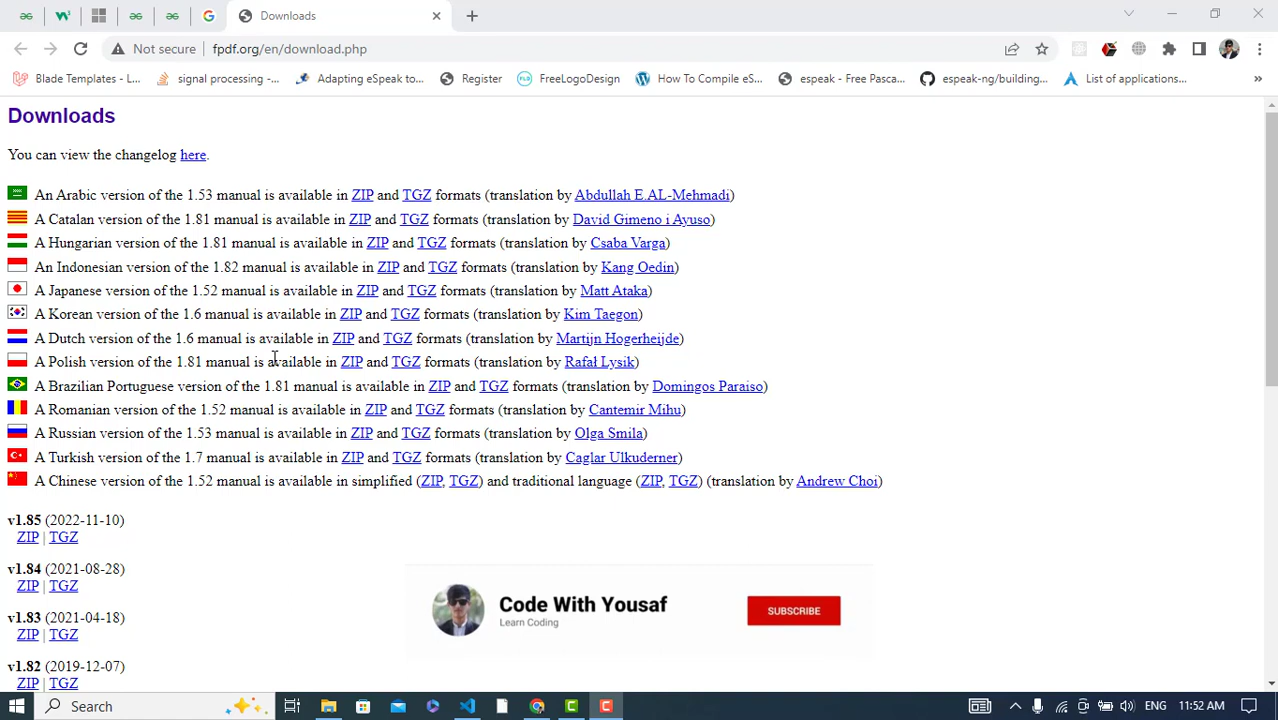 Downloads
Not secure
fpdf.org/en/download.php
Blade Templates - L...
signal processing -...
Adapting eSpeak to...
Register
FreeLogoDesign
How To Compile eS...
espeak - Free Pasca...
espeak-ng/building...
List of applications...
»
Downloads
You can view the changelog here.
An Arabic version of the 1.53 manual is available in ZIP and TGZ formats (translation by Abdullah E.AL-Mehmadi)
A Catalan version of the 1.81 manual is available in ZIP and TGZ formats (translation by David Gimeno i Ayuso)
A Hungarian version of the 1.81 manual is available in ZIP and TGZ formats (translation by Csaba Varga)
An Indonesian version of the 1.82 manual is available in ZIP and TGZ formats (translation by Kang Oedin)
A Japanese version of the 1.52 manual is available in ZIP and TGZ formats (translation by Matt Ataka)
A Korean version of the 1.6 manual is available in ZIP and TGZ formats (translation by Kim Taegon)
A Dutch version of the 1.6 manual is available in ZIP and TGZ formats (translation by Martijn Hogerheijde)
A Polish version of the 1.81 manual is available in ZIP and TGZ formats (translation by Rafał Lysik)
A Brazilian Portuguese version of the 1.81 manual is available in ZIP and TGZ formats (translation by Domingos Paraiso)
A Romanian version of the 1.52 manual is available in ZIP and TGZ formats (translation by Cantemir Mihu)
A Russian version of the 1.53 manual is available in ZIP and TGZ formats (translation by Olga Smila)
A Turkish version of the 1.7 manual is available in ZIP and TGZ formats (translation by Caglar Ulkuderner)
A Chinese version of the 1.52 manual is available in simplified (ZIP, TGZ) and traditional language (ZIP, TGZ) (translation by Andrew Choi)
v1.85 (2022-11-10)
ZIP | TGZ
v1.84 (2021-08-28)
ZIP | TGZ
v1.83 (2021-04-18)
ZIP | TGZ
v1.82 (2019-12-07)
ZIP | TGZ
Code With Yousaf
Learn Coding
SUBSCRIBE
Search
ENG
11:52 AM